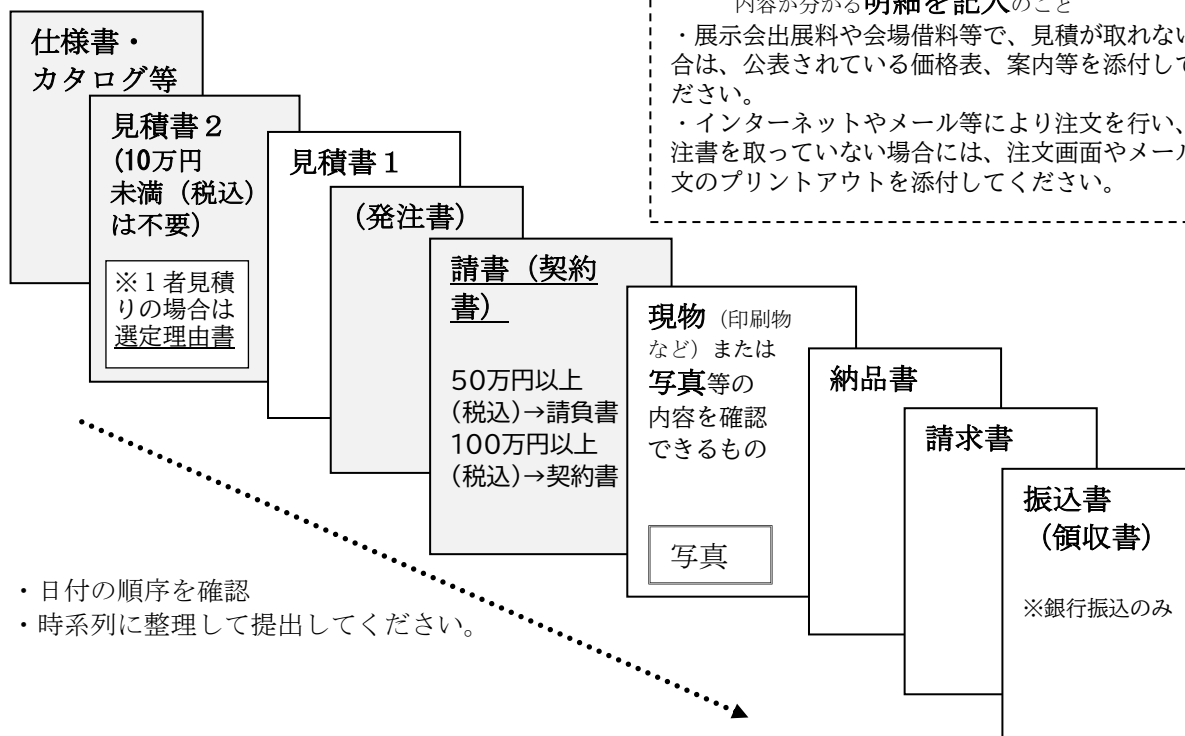 内容が分かる明細を記入のこと
・展示会出展料や会場借料等で、見積が取れない
合は、公表されている価格表、案内等を添付して
ださい。
・インターネットやメール等により注文を行い、
注書を取っていない場合には、注文画面やメール
文のプリントアウトを添付してください。
仕様書・
カタログ等
見積書２
(10万円
未満（税込）
は不要）
※１者見積
りの場合は
選定理由書
見積書１
（発注書）
請書（契約
書）
50万円以上
(税込)→請負書
100万円以上
(税込)→契約書
現物（印刷物
など）または
写真等の
内容を確認
できるもの
写真
納品書
請求書
振込書
（領収書）
※銀行振込のみ
・日付の順序を確認
・時系列に整理して提出してください。